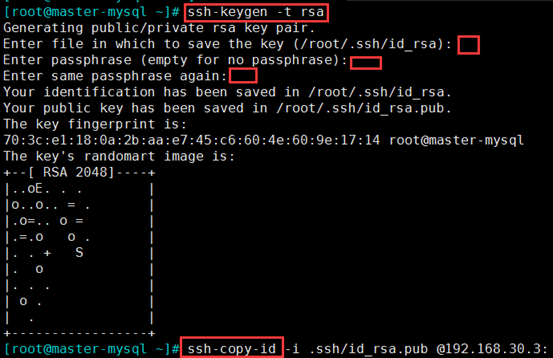 [root@master-mysql ~]# ssh-keygen -t rsa
Generating public/private rsa key pair.
Enter file in which to save the key (/root/.ssh/id_rsa):
Enter passphrase (empty for no passphrase):
Enter same passphrase again:
Your identification has been saved in /root/.ssh/id_rsa.
Your public key has been saved in /root/.ssh/id_rsa.pub.
The key fingerprint is:
70:3c:e1:18:0a:2b:aa:e7:45:c6:60:4e:60:9e:17:14 root@master-mysql
The key's randomart image is:
+--[ RSA 2048]----+
|..oE. . .        |
|o..o.. = .       |
|.o=.. o =        |
|.=.o   o .       |
|. . +   S        |
|.  o             |
|. . .            |
| o .             |
|  .              |
+-----------------+
[root@master-mysql ~]# ssh-copy-id -i .ssh/id_rsa.pub @192.168.30.3: